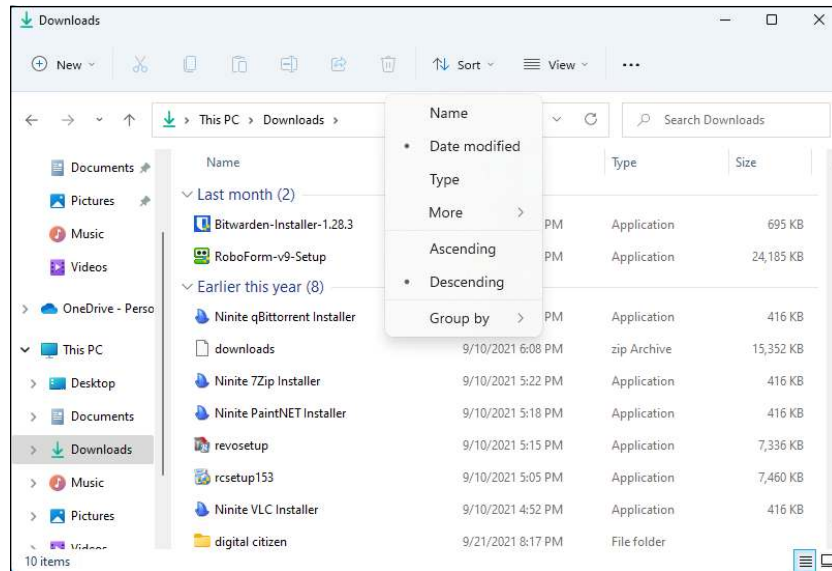 Downloads
New
Sort
View
This PC > Downloads >
Search Downloads
Name
Date modified
Type
More
Ascending
Descending
Group by
Name
Type
Size
Documents
Pictures
Music
Videos
OneDrive - Perso
This PC
Desktop
Documents
Downloads
Music
Pictures
Last month (2)
Bitwarden-Installer-1.28.3 PM Application 695 KB
RoboForm-v9-Setup PM Application 24,185 KB
Earlier this year (8)
Ninite qBittorrent Installer PM Application 416 KB
downloads 9/10/2021 6:08 PM zip Archive 15,352 KB
Ninite 7Zip Installer 9/10/2021 5:22 PM Application 416 KB
Ninite PaintNET Installer 9/10/2021 5:18 PM Application 416 KB
revosetup 9/10/2021 5:15 PM Application 7,336 KB
rcsetup153 9/10/2021 5:05 PM Application 7,460 KB
Ninite VLC Installer 9/10/2021 4:52 PM Application 416 KB
digital citizen 9/21/2021 8:17 PM File folder
10 items